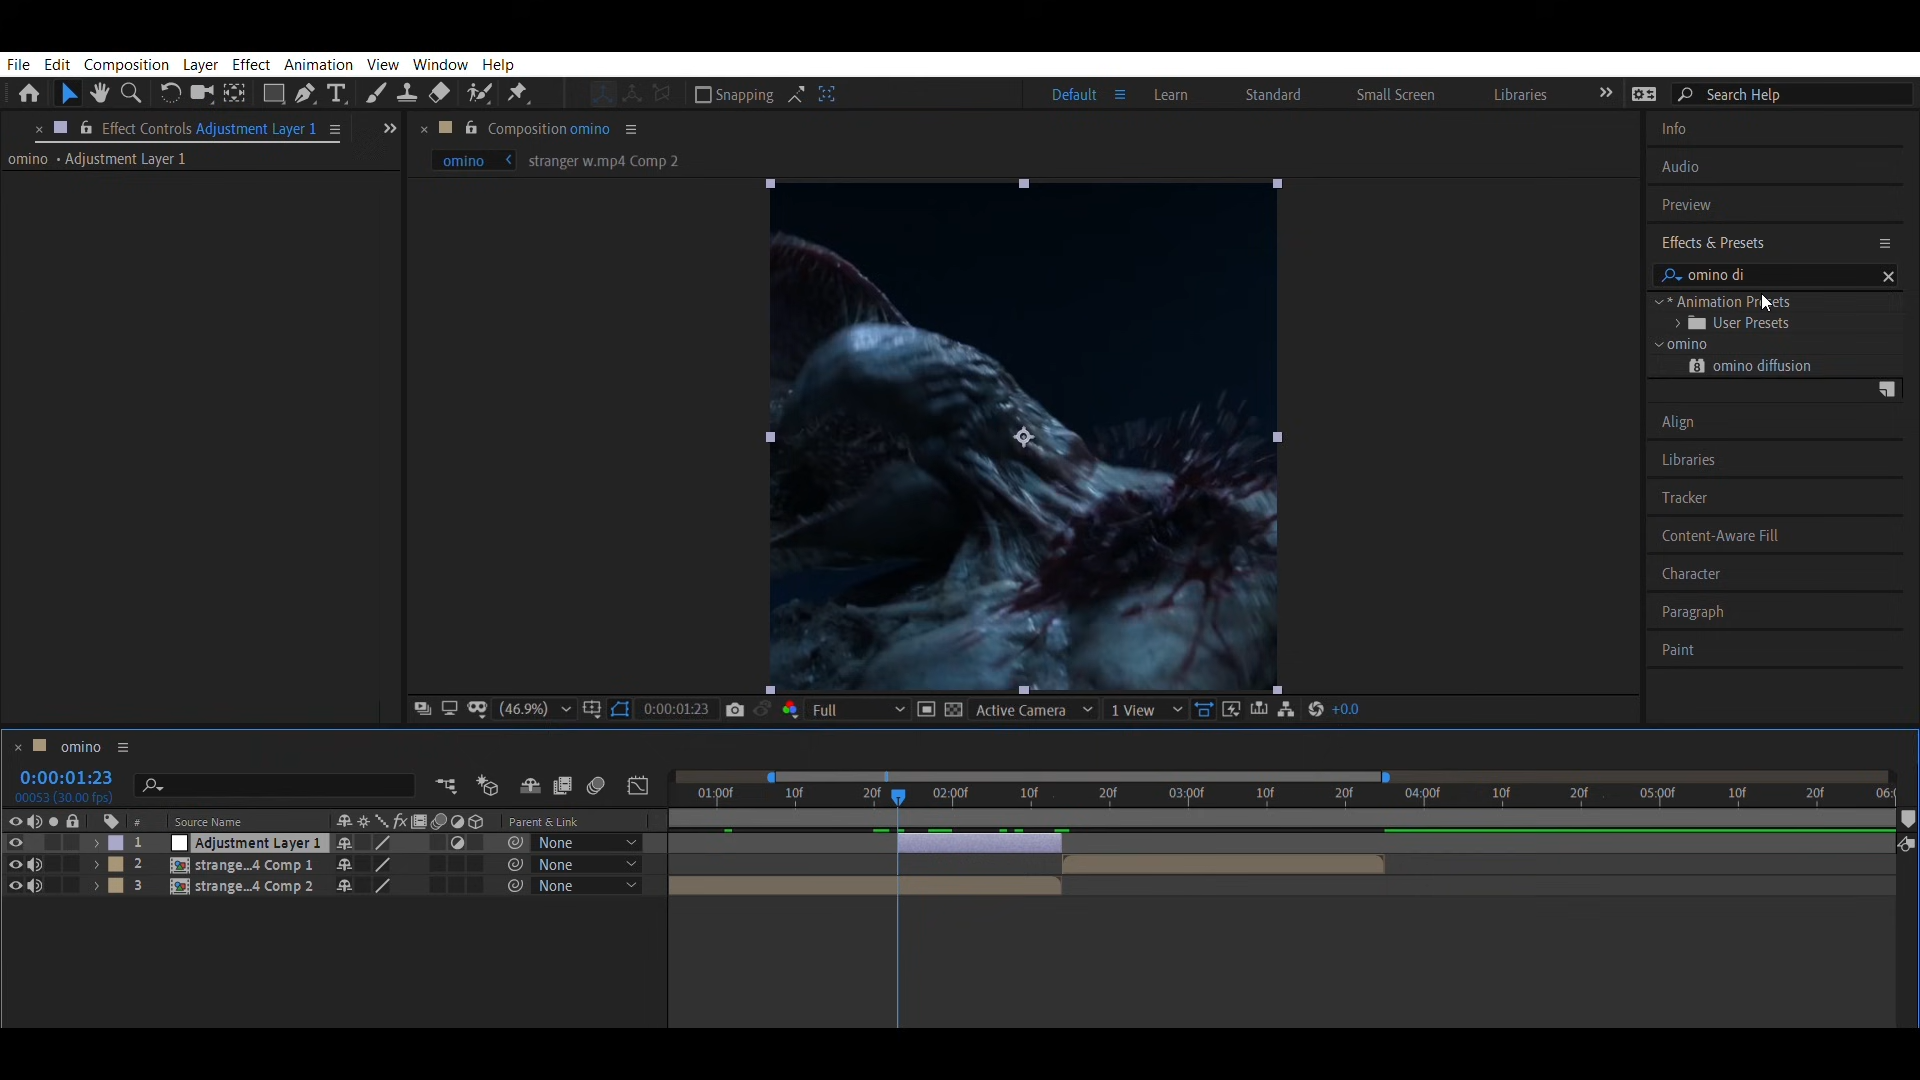 File Edit Composition Layer Effect Animation View Window Help
Snapping Default Learn Standard Small Screen Libraries Search Help
Effect Controls Adjustment Layer 1
omino • Adjustment Layer 1
Composition omino
omino stranger w.mp4 Comp 2
Info
Audio
Preview
Effects & Presets
omino di
* Animation Presets
User Presets
omino
8 omino diffusion
Align
Libraries
Tracker
Content-Aware Fill
Character
Paragraph
Paint
(46.9%) 0:00:01:23 Full Active Camera 1 View +0.0
omino
0:00:01:23
00053 (30.00 fps)
01:00f 10f 20f 02:00f 10f 20f 03:00f 10f 20f 04:00f 10f 20f 05:00f 10f 20f 06:
# Source Name fx Parent & Link
1 Adjustment Layer 1 None
2 strange...4 Comp 1 None
3 strange...4 Comp 2 None